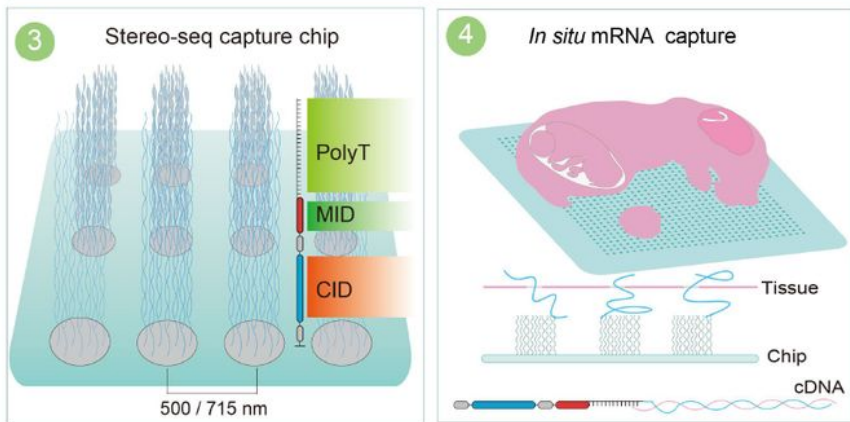 3
Stereo-seq capture chip
PolyT
MID
CID
500 / 715 nm
4
In situ mRNA capture
Tissue
Chip
cDNA